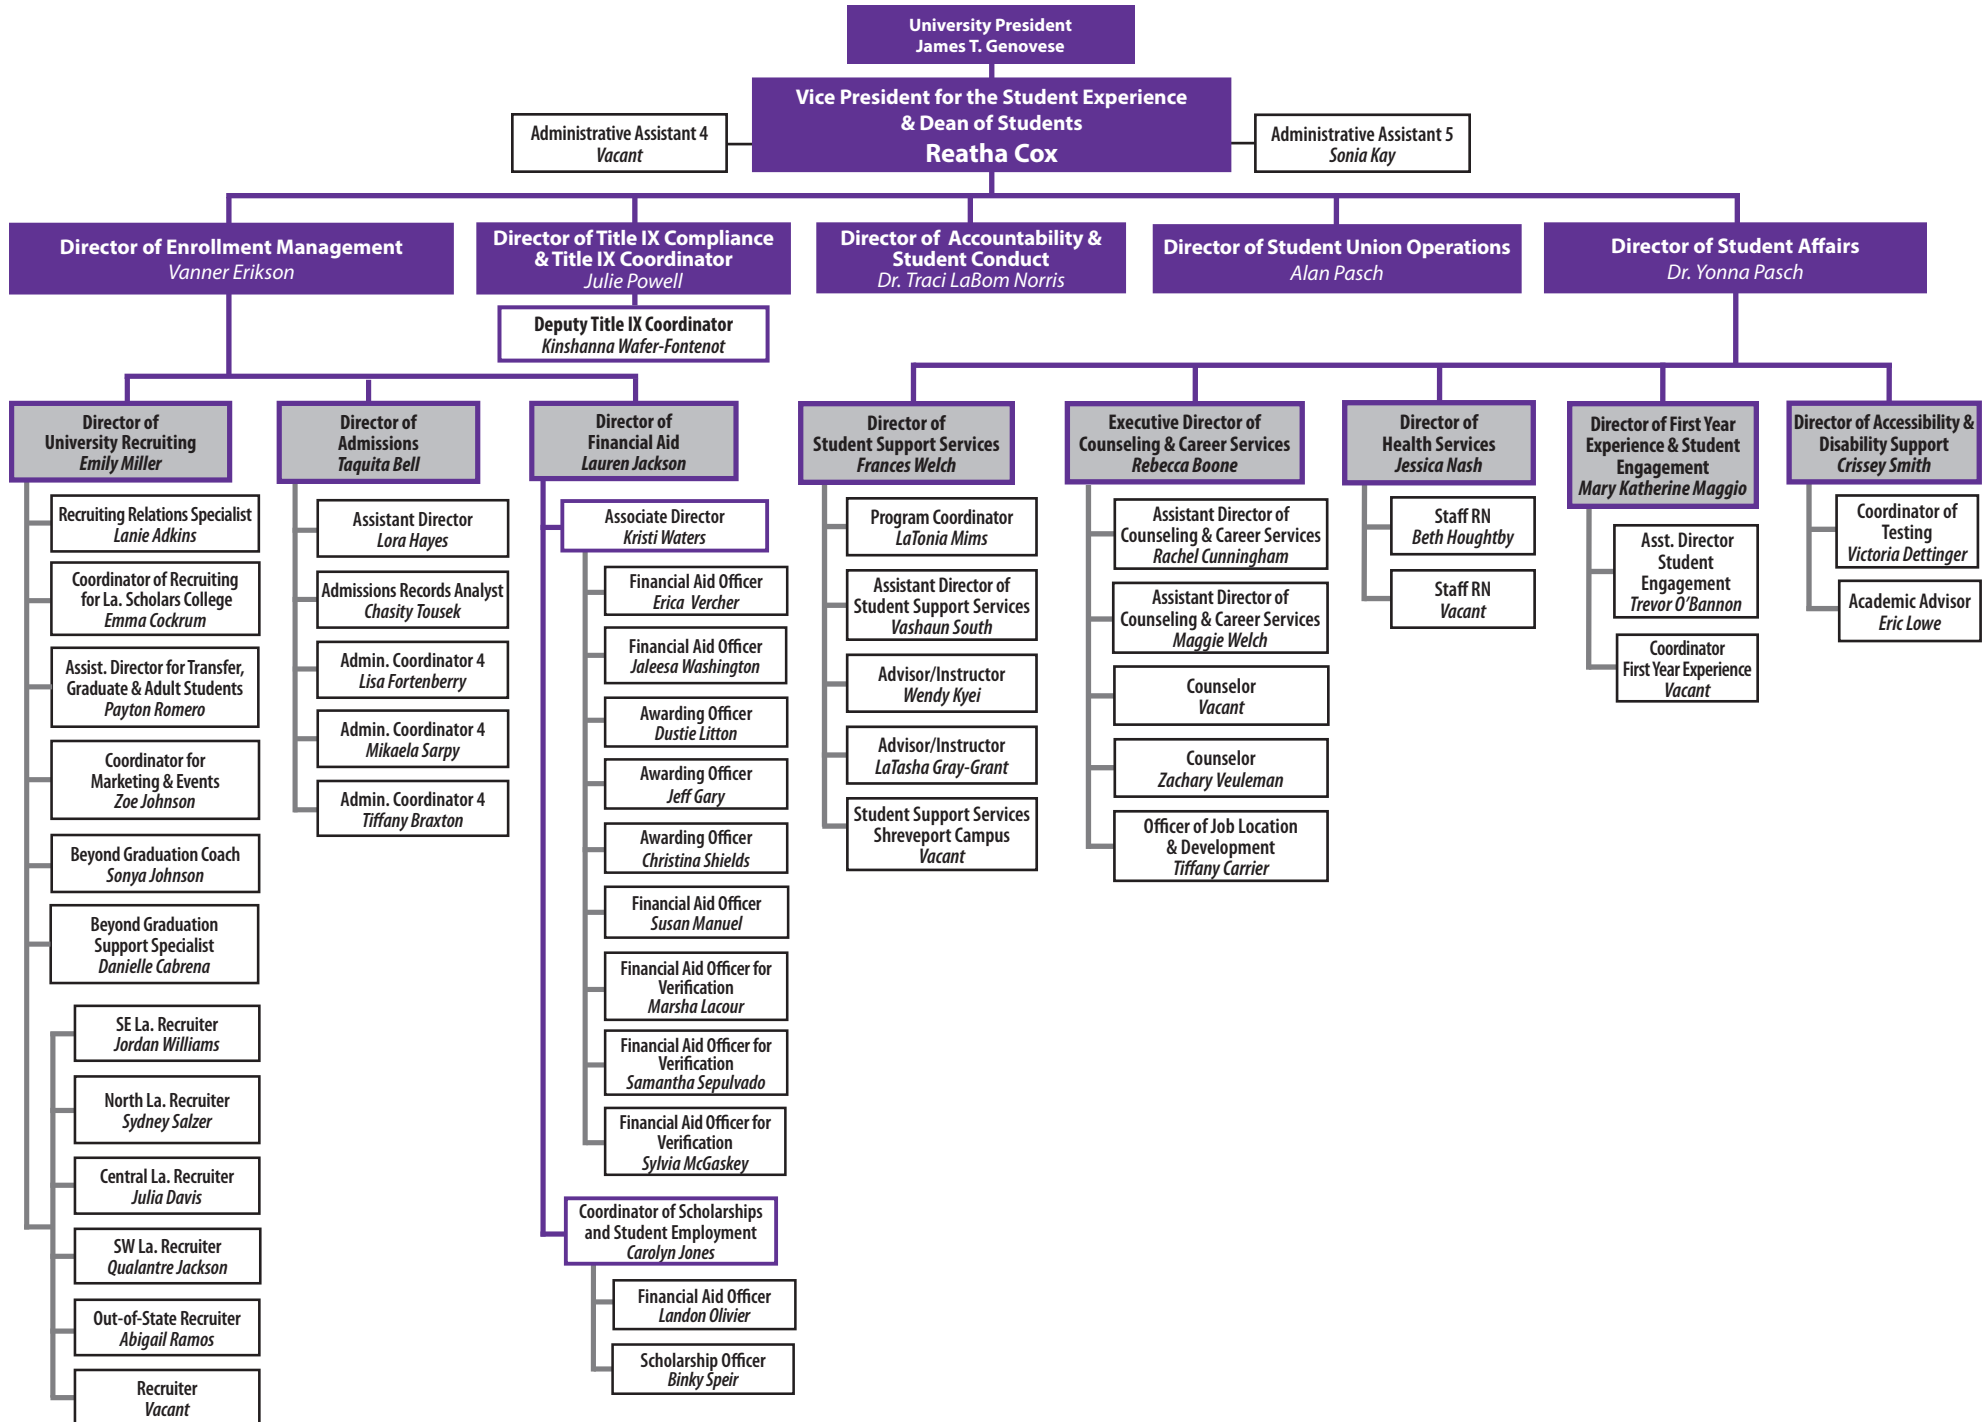 University President
James T. Genovese
Vice President for the Student Experience
& Dean of Students
Reatha Cox
Administrative Assistant 4
Vacant
Administrative Assistant 5
Sonia Kay
Director of Enrollment Management
Vanner Erikson
Director of Title IX Compliance
& Title IX Coordinator
Julie Powell
Director of Accountability &
Student Conduct
Dr. Traci LaBom Norris
Director of Student Union Operations
Alan Pasch
Director of Student Affairs
Dr. Yonna Pasch
Deputy Title IX Coordinator
Kinshanna Wafer-Fontenot
Director of
University Recruiting
Emily Miller
Recruiting Relations Specialist
Lanie Adkins
Coordinator of Recruiting
for La. Scholars College
Emma Cockrum
Assist. Director for Transfer,
Graduate & Adult Students
Payton Romero
Coordinator for
Marketing & Events
Zoe Johnson
Beyond Graduation Coach
Sonya Johnson
Beyond Graduation
Support Specialist
Danielle Cabrena
SE La. Recruiter
Jordan Williams
North La. Recruiter
Sydney Salzer
Central La. Recruiter
Julia Davis
SW La. Recruiter
Qualantre Jackson
Out-of-State Recruiter
Abigail Ramos
Recruiter
Vacant
Director of
Admissions
Taquita Bell
Assistant Director
Lora Hayes
Admissions Records Analyst
Chasity Tousek
Admin. Coordinator 4
Lisa Fortenberry
Admin. Coordinator 4
Mikaela Sarpy
Admin. Coordinator 4
Tiffany Braxton
Director of
Financial Aid
Lauren Jackson
Associate Director
Kristi Waters
Financial Aid Officer
Erica Vercher
Financial Aid Officer
Jaleesa Washington
Awarding Officer
Dustie Litton
Awarding Officer
Jeff Gary
Awarding Officer
Christina Shields
Financial Aid Officer
Susan Manuel
Financial Aid Officer for
Verification
Marsha Lacour
Financial Aid Officer for
Verification
Samantha Sepulvado
Financial Aid Officer for
Verification
Sylvia McGaskey
Coordinator of Scholarships
and Student Employment
Carolyn Jones
Financial Aid Officer
Landon Olivier
Scholarship Officer
Binky Speir
Director of
Student Support Services
Frances Welch
Program Coordinator
LaTonia Mims
Assistant Director of
Student Support Services
Vashaun South
Advisor/Instructor
Wendy Kyei
Advisor/Instructor
LaTasha Gray-Grant
Student Support Services
Shreveport Campus
Vacant
Executive Director of
Counseling & Career Services
Rebecca Boone
Assistant Director of
Counseling & Career Services
Rachel Cunningham
Assistant Director of
Counseling & Career Services
Maggie Welch
Counselor
Vacant
Counselor
Zachary Veuleman
Officer of Job Location
& Development
Tiffany Carrier
Director of
Health Services
Jessica Nash
Staff RN
Beth Houghtby
Staff RN
Vacant
Director of First Year
Experience & Student
Engagement
Mary Katherine Maggio
Asst. Director
Student
Engagement
Trevor O'Bannon
Coordinator
First Year Experience
Vacant
Director of Accessibility &
Disability Support
Crissey Smith
Coordinator of
Testing
Victoria Dettinger
Academic Advisor
Eric Lowe